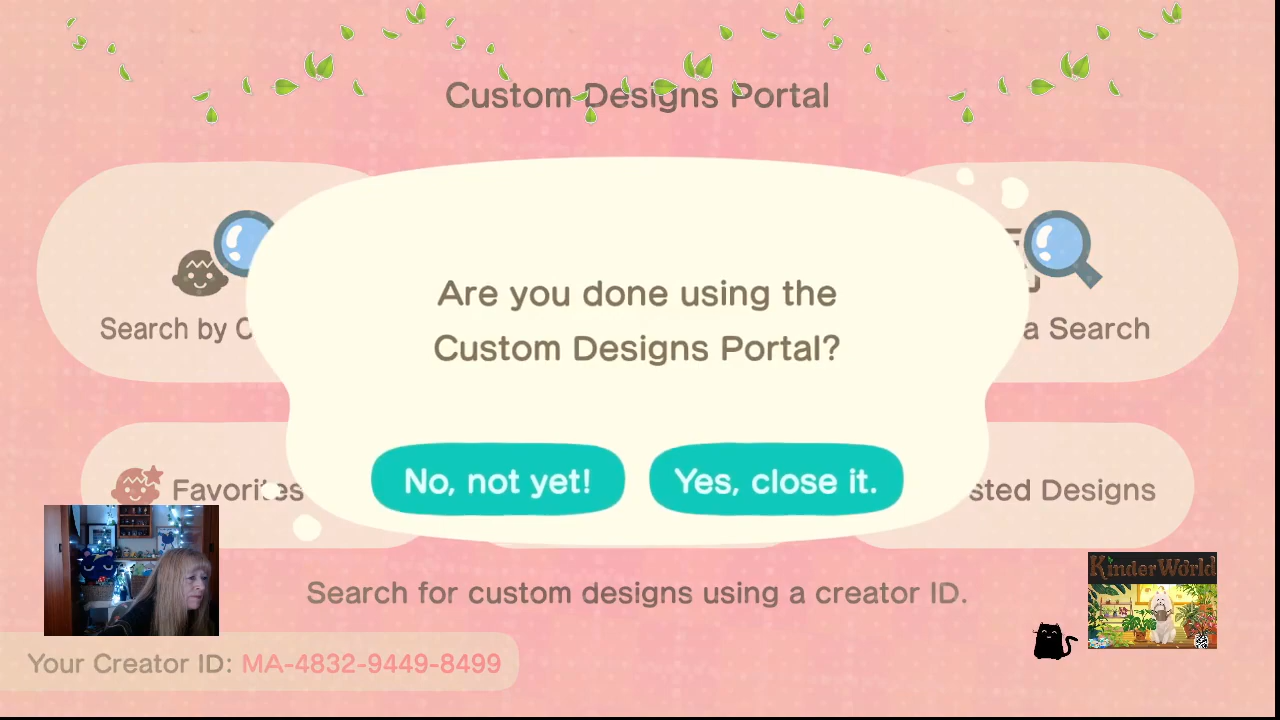 Custom Designs Portal
Search by C
a Search
Are you done using the
Custom Designs Portal?
No, not yet!
Yes, close it.
Favorites
sted Designs
Search for custom designs using a creator ID.
Your Creator ID: MA-4832-9449-8499
KinderWorld